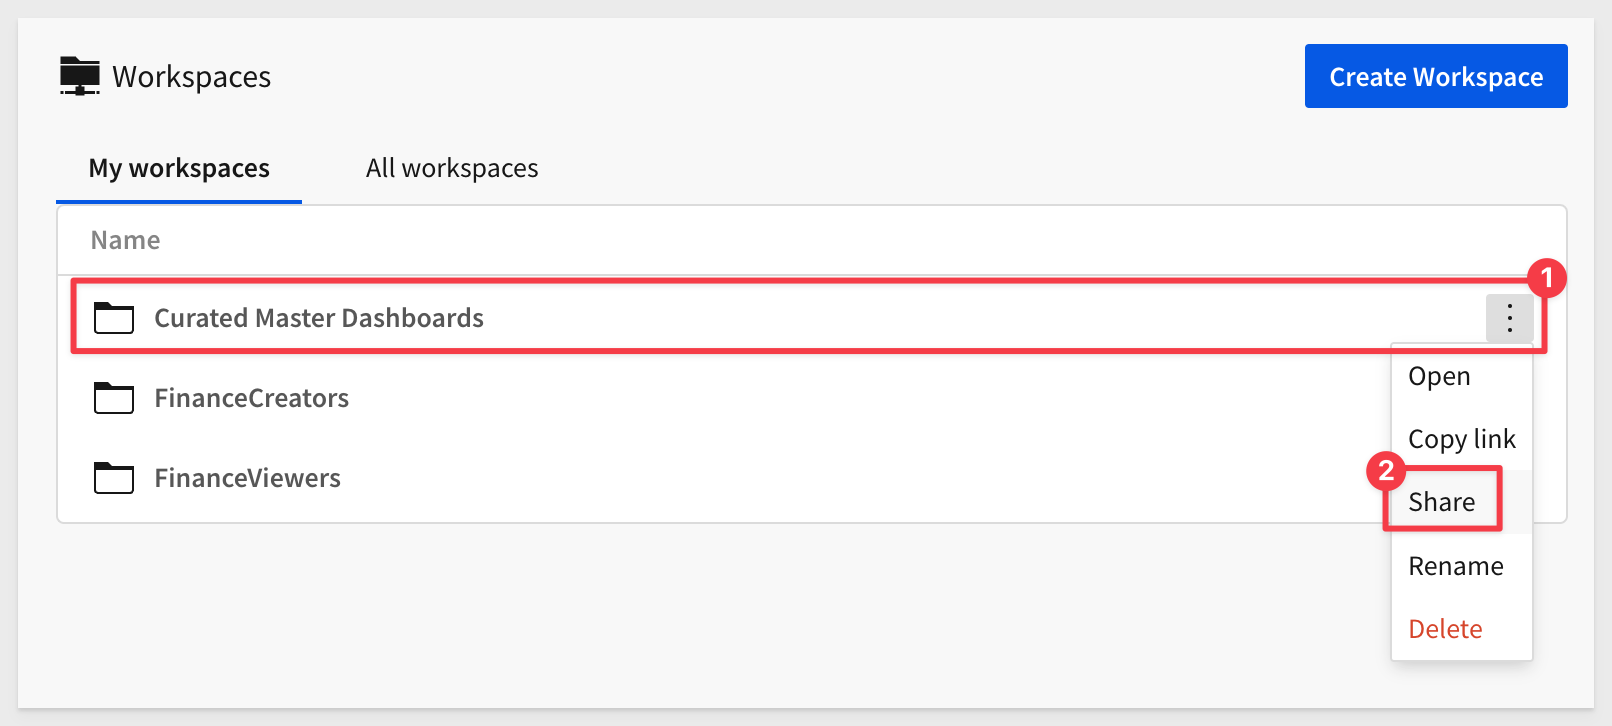 Workspaces
Create Workspace
My workspaces
All workspaces
Name
1
Curated Master Dashboards
Open
FinanceCreators
Copy link
2
FinanceViewers
Share
Rename
Delete